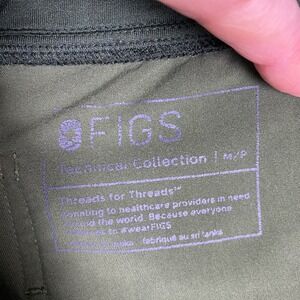 FIGS
Technical Collection | M/P
Threads for Threads™
Donating to healthcare providers in need
around the world. Because everyone
#wearFIGS
fabriqué au sri lanka